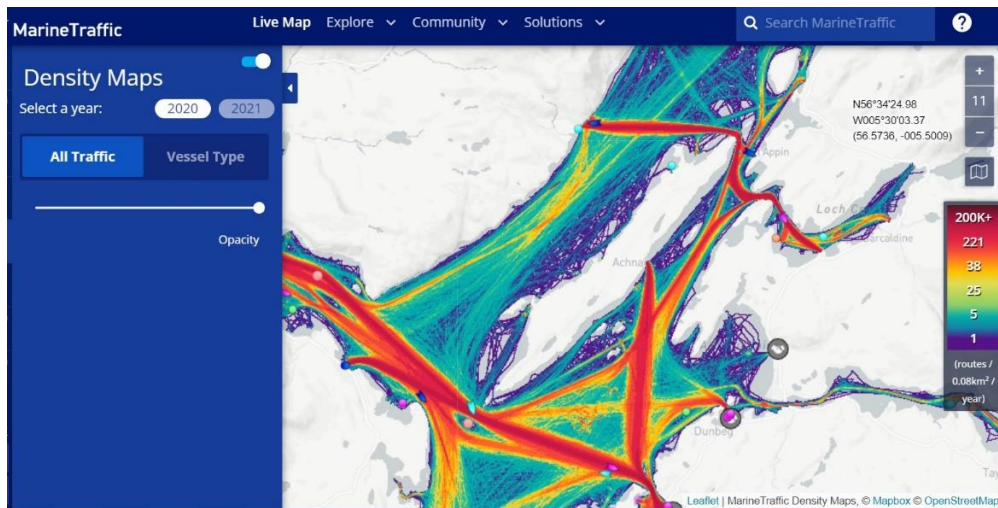 MarineTraffic
Live Map Explore Community Solutions
Search MarineTraffic
?
Density Maps
Select a year: 2020 2021
All Traffic Vessel Type
Opacity
N56°34'24.98
W005°30'03.37
(56.5736, -005.5009)
+
11
−
Appin
Achna
Dunbeg
200K+
221
38
25
5
1
(routes /
0.08km² /
year)
Leaflet | MarineTraffic Density Maps, © Mapbox © OpenStreetMap